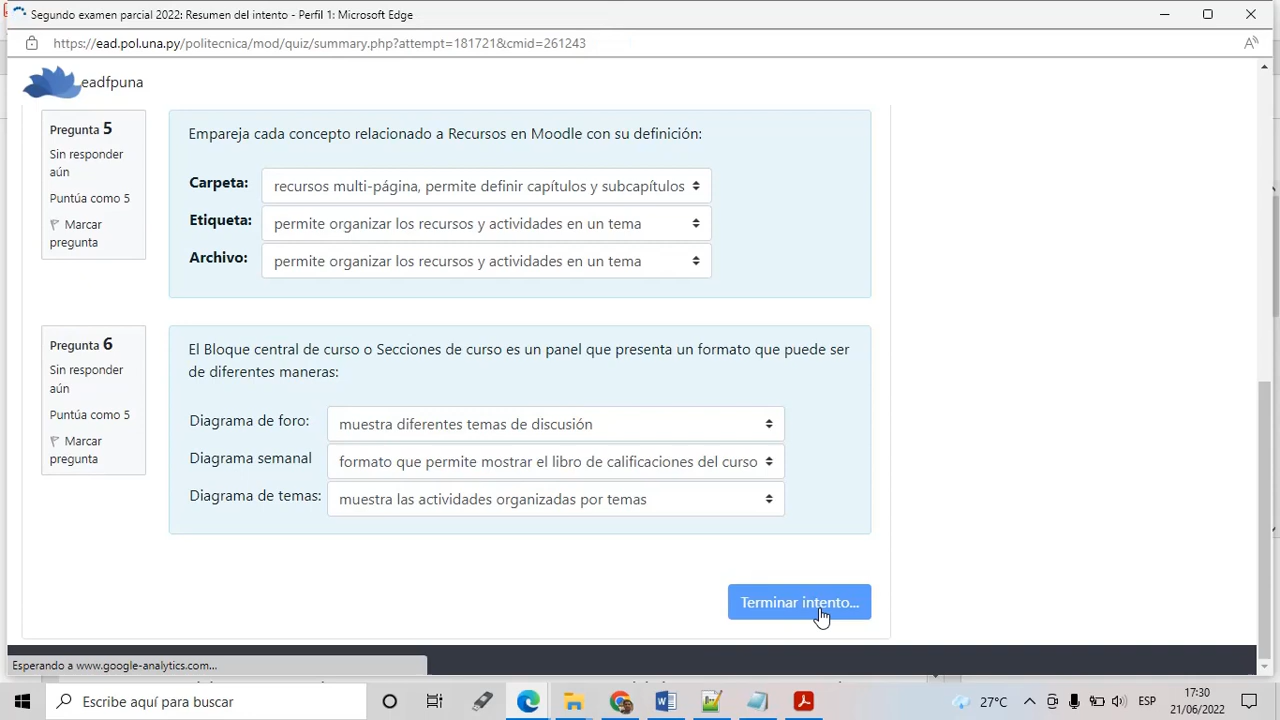 Segundo examen parcial 2022: Resumen del intento - Perfil 1: Microsoft Edge
https://ead.pol.una.py/politecnica/mod/quiz/summary.php?attempt=181721&cmid=261243
eadfpuna
Pregunta 5
Sin responder
aún
Puntúa como 5
Marcar
pregunta
Empareja cada concepto relacionado a Recursos en Moodle con su definición:
Carpeta: recursos multi-página, permite definir capítulos y subcapítulos
Etiqueta: permite organizar los recursos y actividades en un tema
Archivo: permite organizar los recursos y actividades en un tema
Pregunta 6
Sin responder
aún
Puntúa como 5
Marcar
pregunta
El Bloque central de curso o Secciones de curso es un panel que presenta un formato que puede ser
de diferentes maneras:
Diagrama de foro: muestra diferentes temas de discusión
Diagrama semanal formato que permite mostrar el libro de calificaciones del curso
Diagrama de temas: muestra las actividades organizadas por temas
Terminar intento...
Esperando a www.google-analytics.com...
Escribe aquí para buscar
27°C
ESP
17:30
21/06/2022